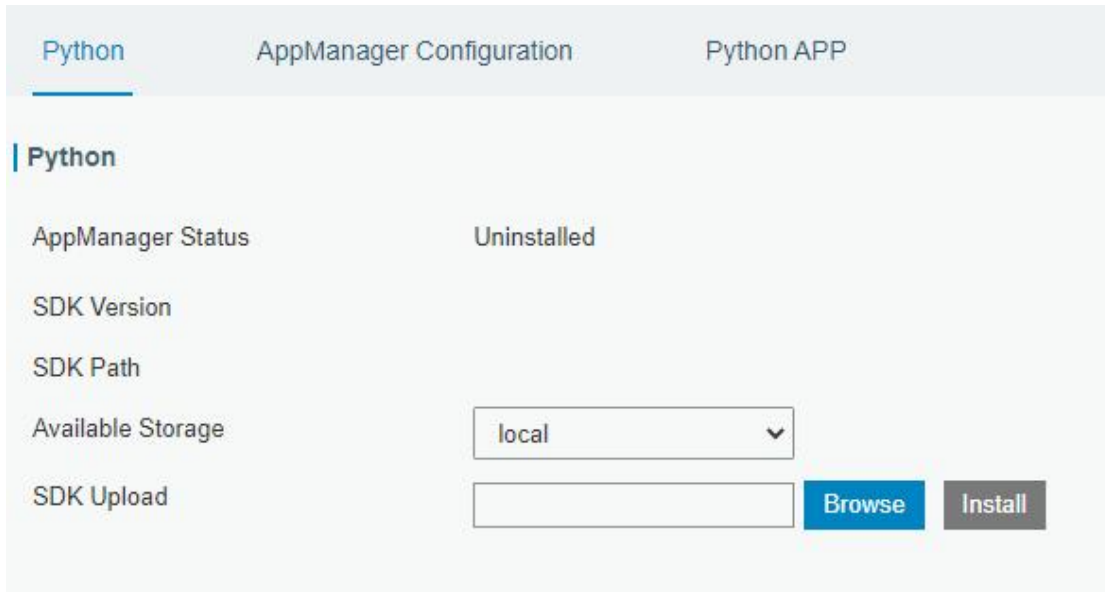 Python AppManager Configuration Python APP
Python
AppManager Status Uninstalled
SDK Version
SDK Path
Available Storage local
SDK Upload Browse Install